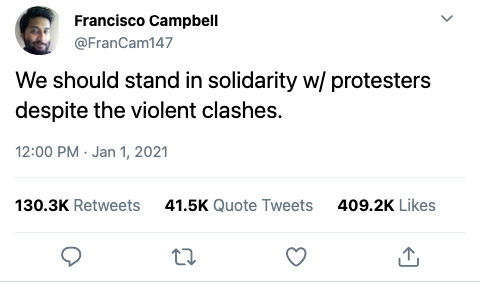 Francisco Campbell
@FranCam147
We should stand in solidarity w/ protesters
despite the violent clashes.
12:00 PM · Jan 1, 2021
130.3K Retweets 41.5K Quote Tweets 409.2K Likes